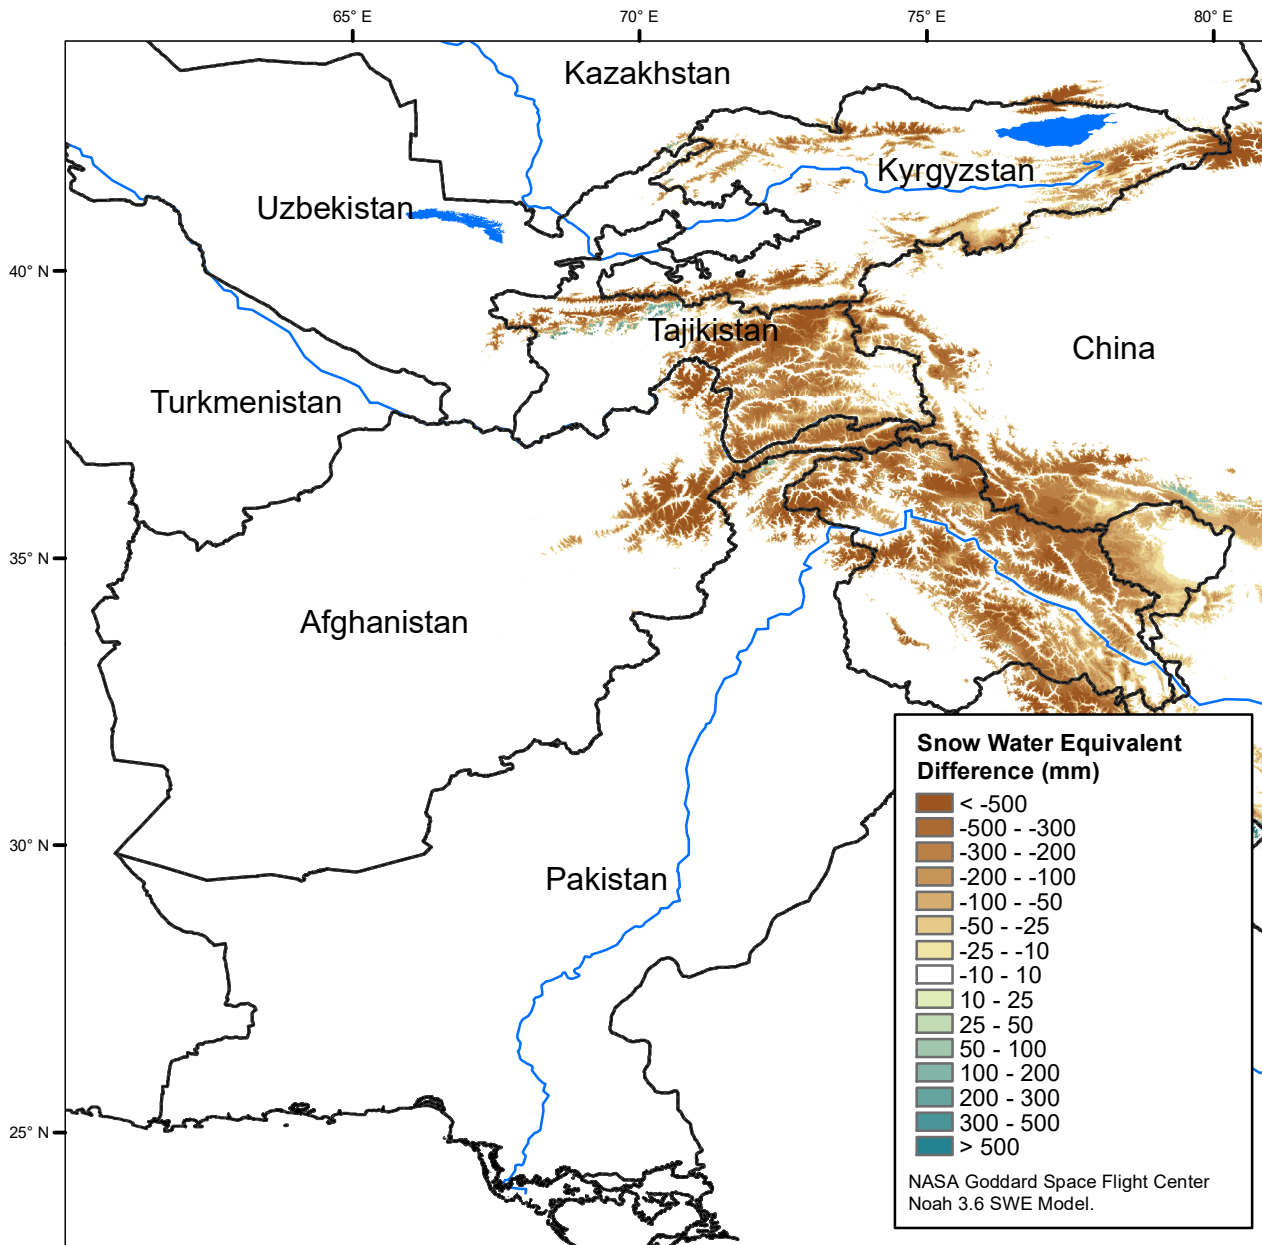 65° E
70° E
75° E
80° E
Kazakhstan
Kyrgyzstan
Uzbekistan
40° N
Tajikistan
China
Turkmenistan
35° N
Afghanistan
Snow Water Equivalent
Difference (mm)
< -500
-500 - -300
-300 - -200
-200 - -100
-100 - -50
-50 - -25
-25 - -10
-10 - 10
10 - 25
25 - 50
50 - 100
100 - 200
200 - 300
300 - 500
> 500
NASA Goddard Space Flight Center
Noah 3.6 SWE Model.
30° N
Pakistan
25° N